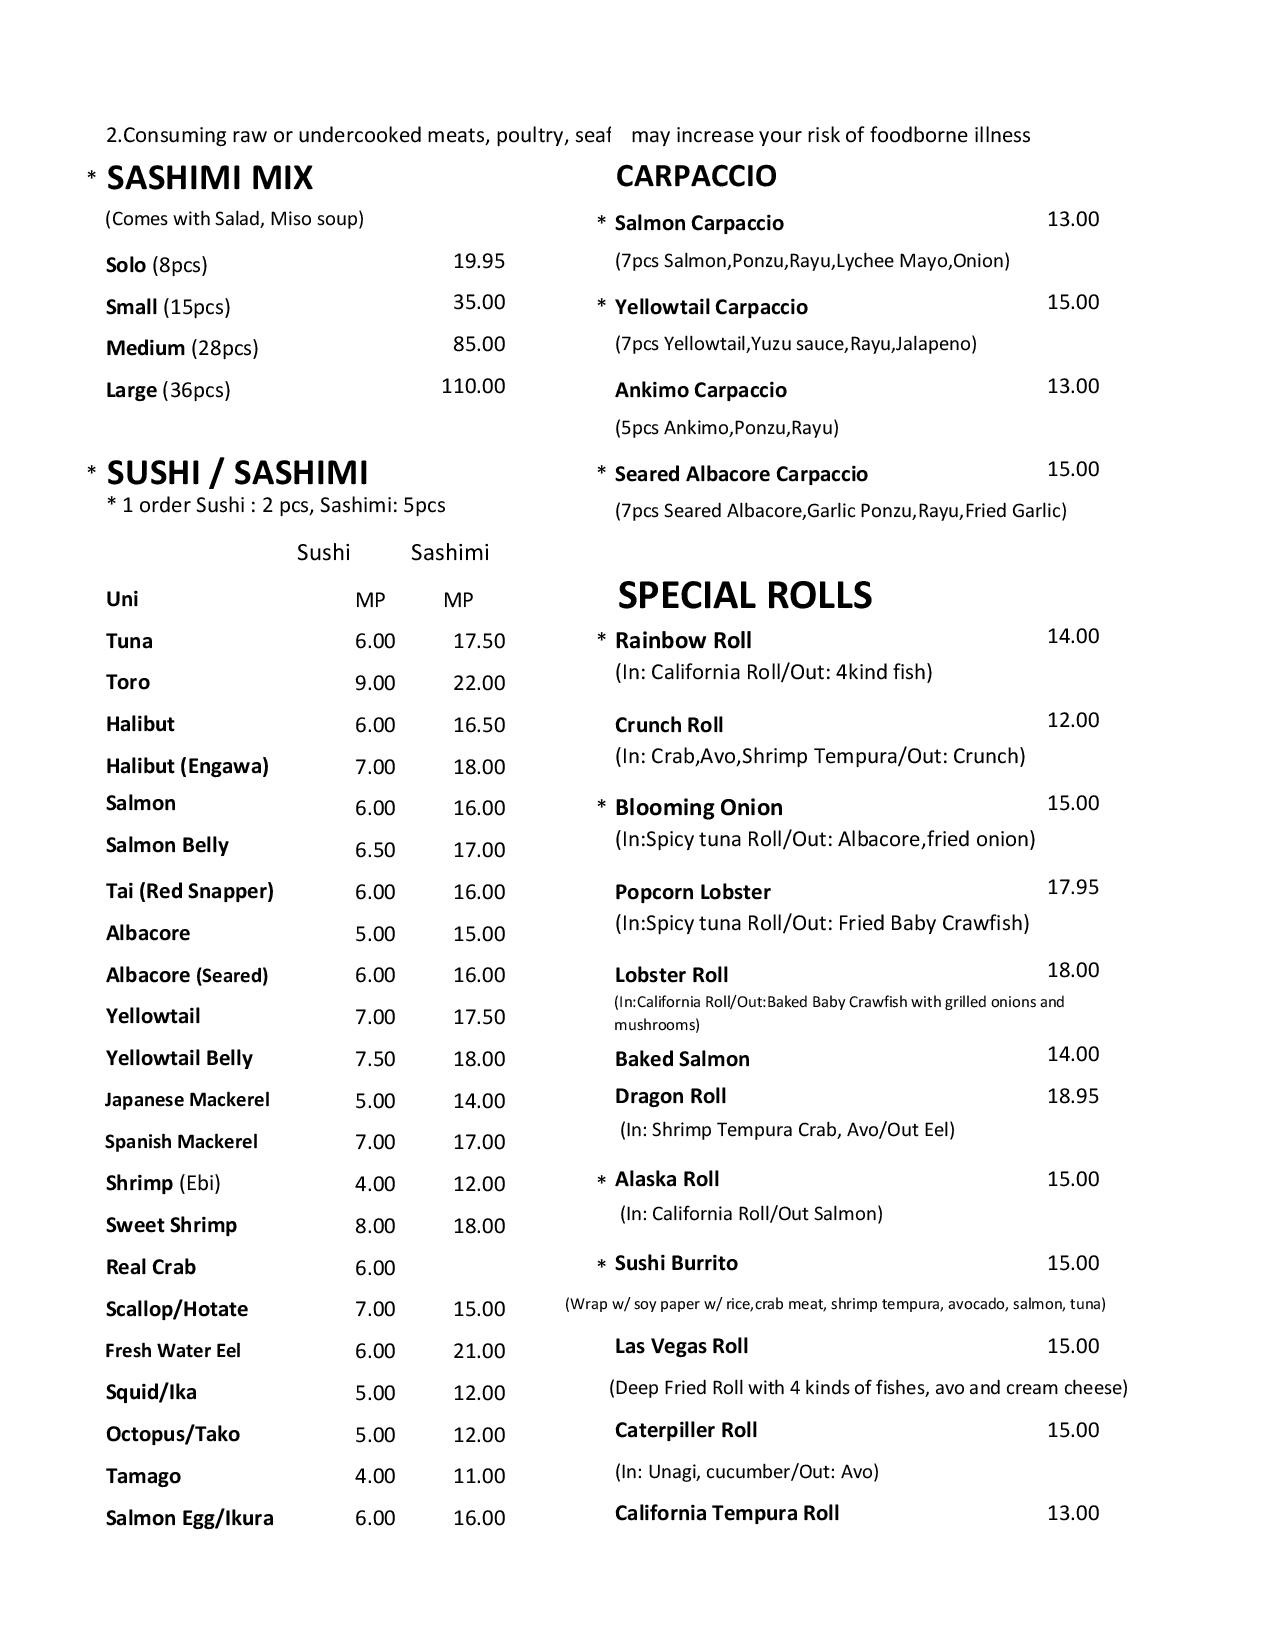 2.Consuming raw or undercooked meats, poultry, seaf may increase your risk of foodborne illness
* SASHIMI MIX
(Comes with Salad, Miso soup)
Solo (8pcs) 19.95
Small (15pcs) 35.00
Medium (28pcs) 85.00
Large (36pcs) 110.00
* SUSHI / SASHIMI
* 1 order Sushi : 2 pcs, Sashimi: 5pcs
Sushi Sashimi
Uni MP MP
Tuna 6.00 17.50
Toro 9.00 22.00
Halibut 6.00 16.50
Halibut (Engawa) 7.00 18.00
Salmon 6.00 16.00
Salmon Belly 6.50 17.00
Tai (Red Snapper) 6.00 16.00
Albacore 5.00 15.00
Albacore (Seared) 6.00 16.00
Yellowtail 7.00 17.50
Yellowtail Belly 7.50 18.00
Japanese Mackerel 5.00 14.00
Spanish Mackerel 7.00 17.00
Shrimp (Ebi) 4.00 12.00
Sweet Shrimp 8.00 18.00
Real Crab 6.00
Scallop/Hotate 7.00 15.00
Fresh Water Eel 6.00 21.00
Squid/Ika 5.00 12.00
Octopus/Tako 5.00 12.00
Tamago 4.00 11.00
Salmon Egg/Ikura 6.00 16.00
CARPACCIO
* Salmon Carpaccio 13.00
(7pcs Salmon,Ponzu,Rayu,Lychee Mayo,Onion)
* Yellowtail Carpaccio 15.00
(7pcs Yellowtail,Yuzu sauce,Rayu,Jalapeno)
Ankimo Carpaccio 13.00
(5pcs Ankimo,Ponzu,Rayu)
* Seared Albacore Carpaccio 15.00
(7pcs Seared Albacore,Garlic Ponzu,Rayu,Fried Garlic)
SPECIAL ROLLS
* Rainbow Roll 14.00
(In: California Roll/Out: 4kind fish)
Crunch Roll 12.00
(In: Crab,Avo,Shrimp Tempura/Out: Crunch)
* Blooming Onion 15.00
(In:Spicy tuna Roll/Out: Albacore,fried onion)
Popcorn Lobster 17.95
(In:Spicy tuna Roll/Out: Fried Baby Crawfish)
Lobster Roll 18.00
(In:California Roll/Out:Baked Baby Crawfish with grilled onions and
mushrooms)
Baked Salmon 14.00
Dragon Roll 18.95
(In: Shrimp Tempura Crab, Avo/Out Eel)
* Alaska Roll 15.00
(In: California Roll/Out Salmon)
* Sushi Burrito 15.00
(Wrap w/ soy paper w/ rice,crab meat, shrimp tempura, avocado, salmon, tuna)
Las Vegas Roll 15.00
(Deep Fried Roll with 4 kinds of fishes, avo and cream cheese)
Caterpiller Roll 15.00
(In: Unagi, cucumber/Out: Avo)
California Tempura Roll 13.00